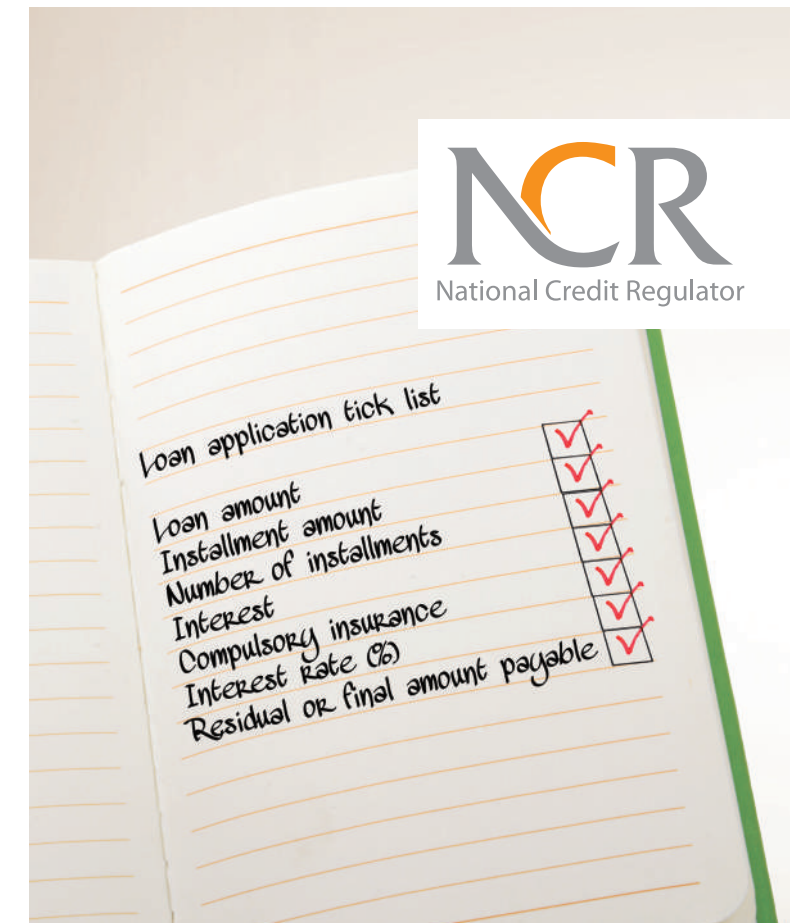 NCR
National Credit Regulator
Loan application tick list
Loan amount
Installment amount
Number of installments
Interest
Compulsory insurance
Interest Rate (%)
Residual or final amount payable